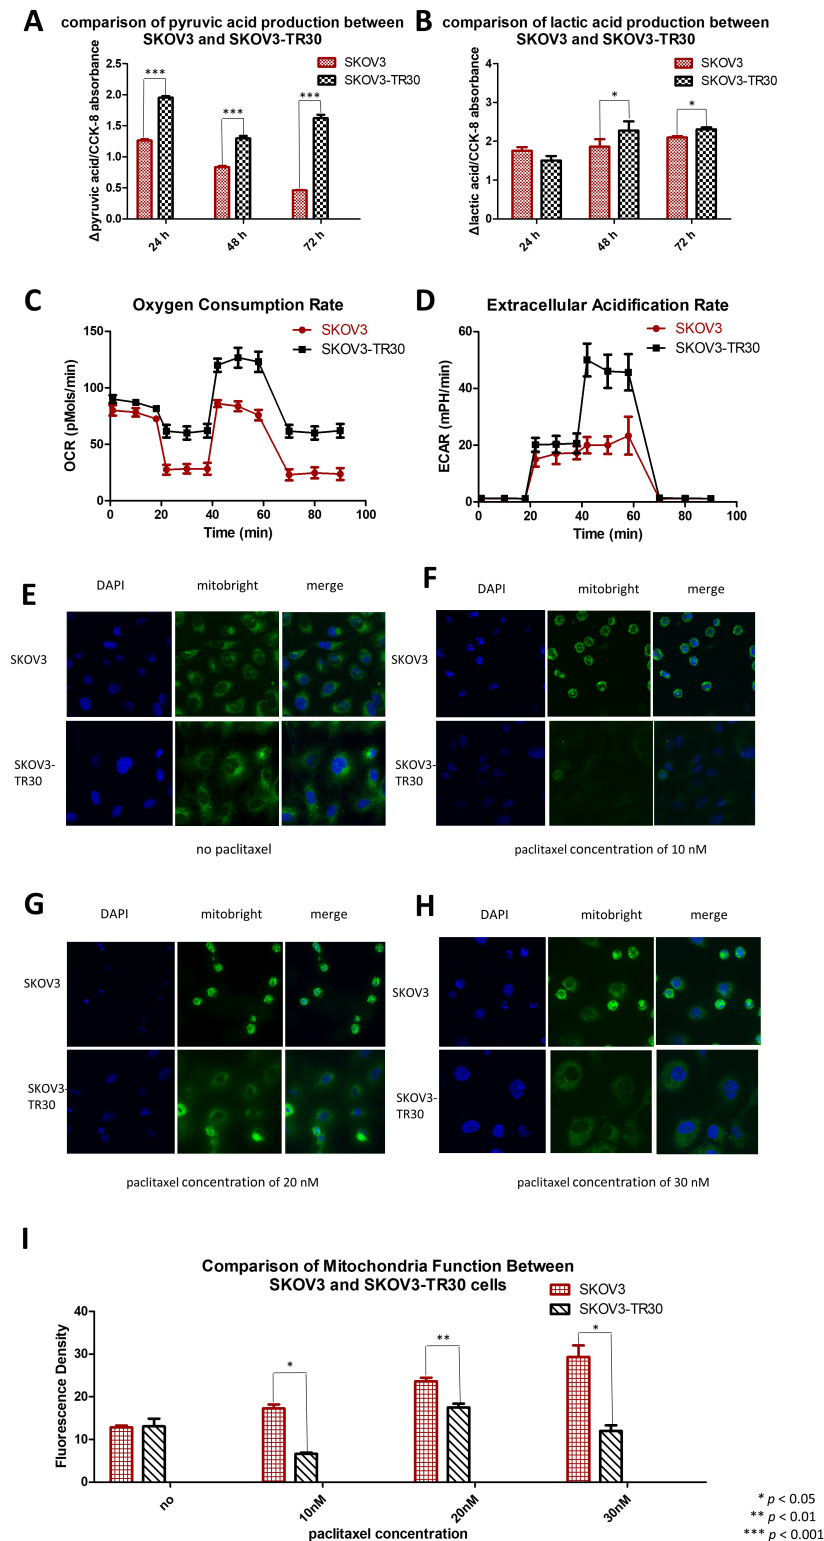 A
comparison of pyruvic acid production between
SKOV3 and SKOV3-TR30
SKOV3
SKOV3-TR30
Δpyruvic acid/CCK-8 absorbance
2.5
2.0
1.5
1.0
0.5
0.0
***
***
***
24 h
48 h
72 h
B
comparison of lactic acid production between
SKOV3 and SKOV3-TR30
SKOV3
SKOV3-TR30
Δlactic acid/CCK-8 absorbance
4
3
2
1
0
*
*
24 h
48 h
72 h
C
Oxygen Consumption Rate
SKOV3
SKOV3-TR30
OCR (pMols/min)
150
100
50
0
0 20 40 60 80 100
Time (min)
D
Extracellular Acidification Rate
SKOV3
SKOV3-TR30
ECAR (mPH/min)
60
40
20
0
0 20 40 60 80 100
Time (min)
E
DAPI mitobright merge
SKOV3
SKOV3-
TR30
no paclitaxel
F
DAPI mitobright merge
SKOV3
SKOV3-
TR30
paclitaxel concentration of 10 nM
G
DAPI mitobright merge
SKOV3
SKOV3-
TR30
paclitaxel concentration of 20 nM
H
DAPI mitobright merge
SKOV3
SKOV3-
TR30
paclitaxel concentration of 30 nM
I
Comparison of Mitochondria Function Between
SKOV3 and SKOV3-TR30 cells
SKOV3
SKOV3-TR30
Fluorescence Density
40
30
20
10
0
*
**
*
no
10nM
20nM
30nM
paclitaxel concentration
* p < 0.05
** p < 0.01
*** p < 0.001